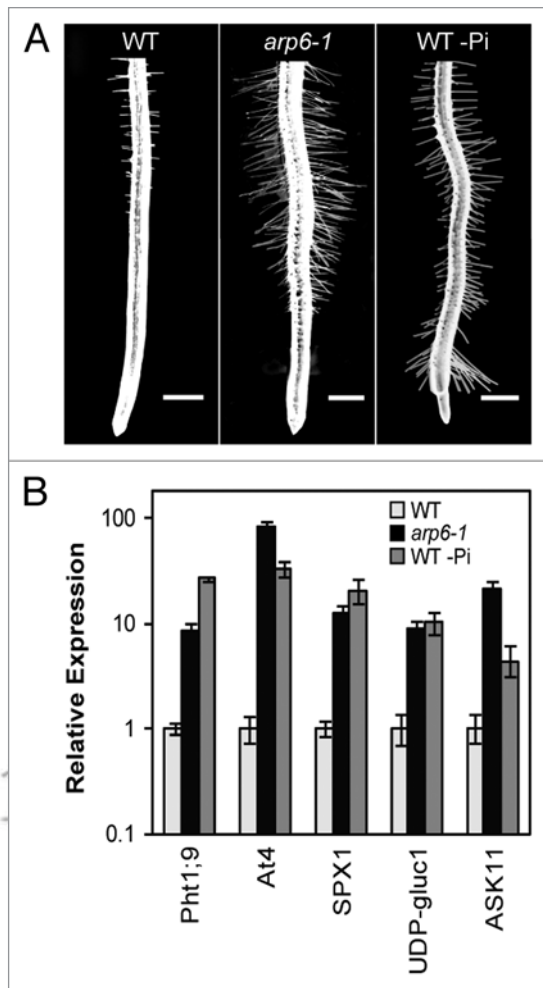 A
WT
arp6-1
WT -Pi
B
Relative Expression
100
10
1
0.1
WT
arp6-1
WT -Pi
Pht1;9
At4
SPX1
UDP-gluc1
ASK11